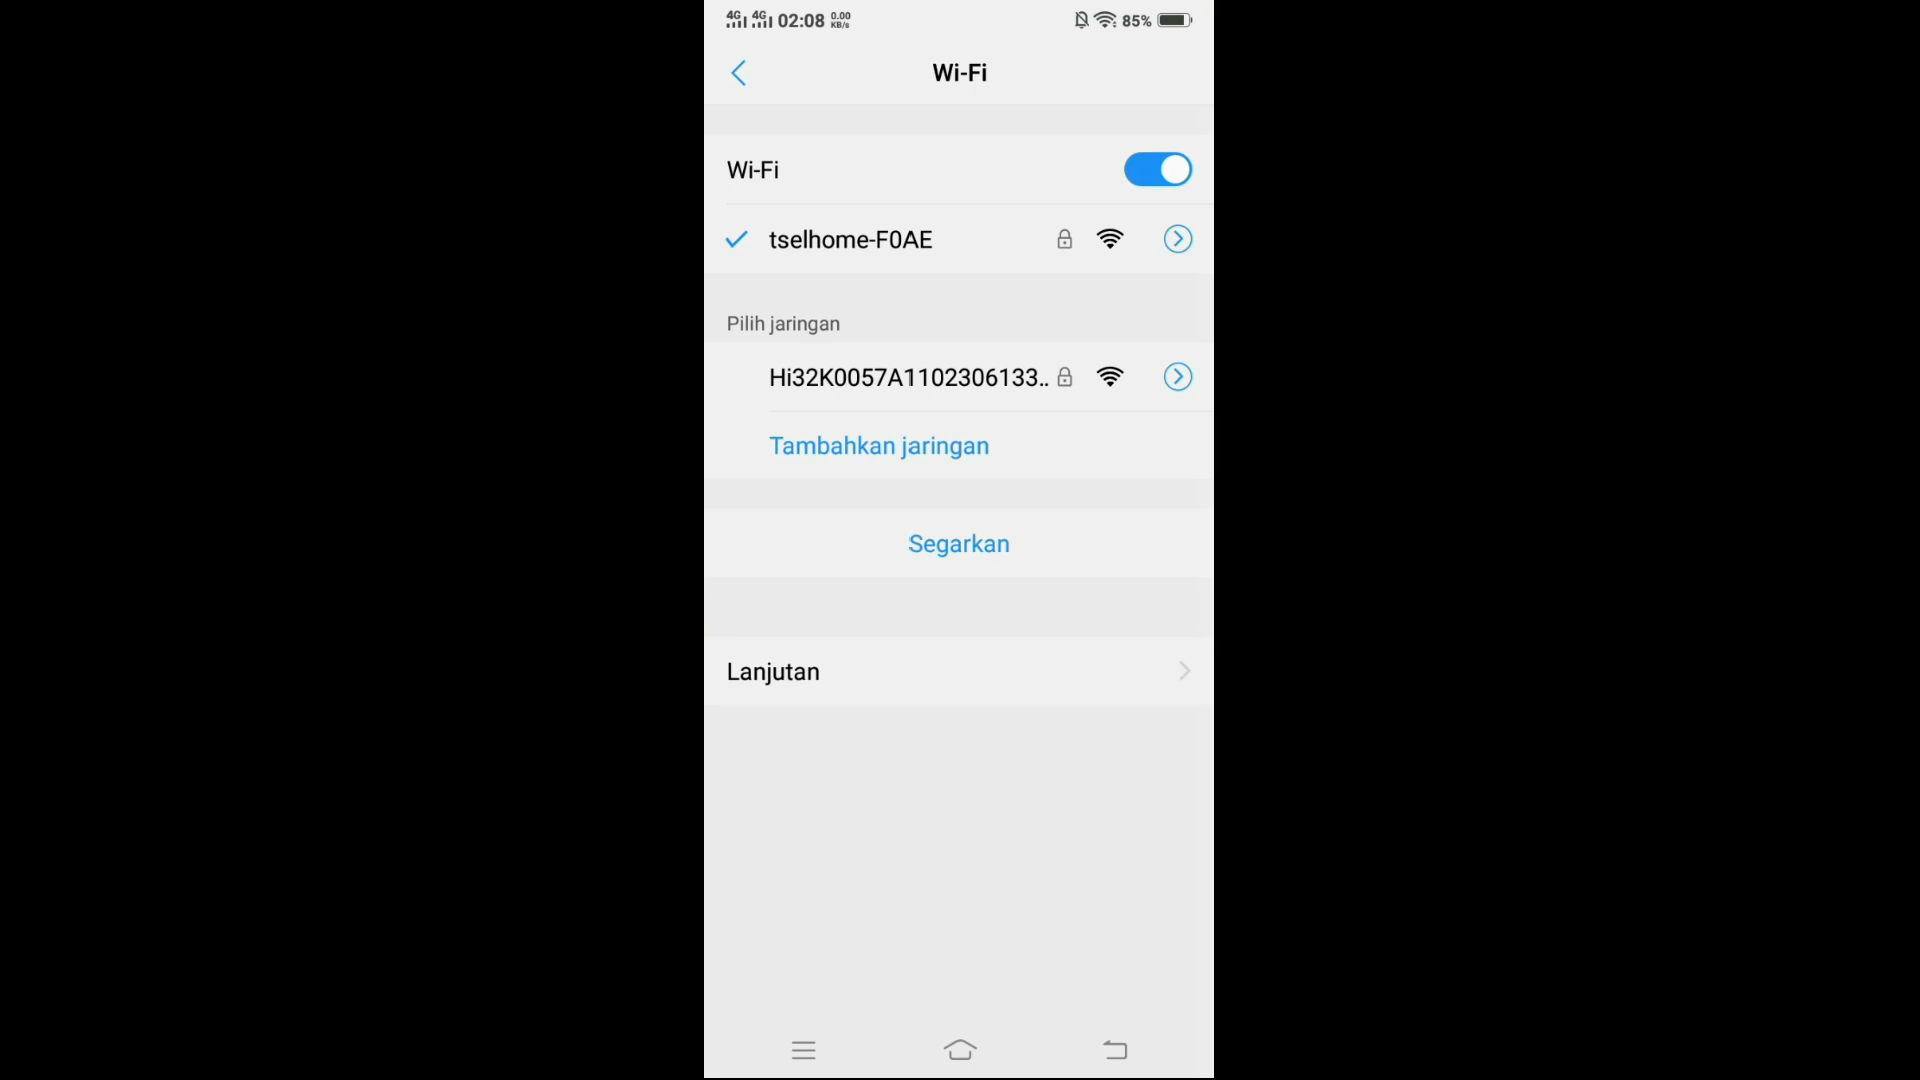 4G 4G 02:08 0.00 KB/s 85%
Wi-Fi
Wi-Fi
tselhome-F0AE
Pilih jaringan
Hi32K0057A1102306133..
Tambahkan jaringan
Segarkan
Lanjutan